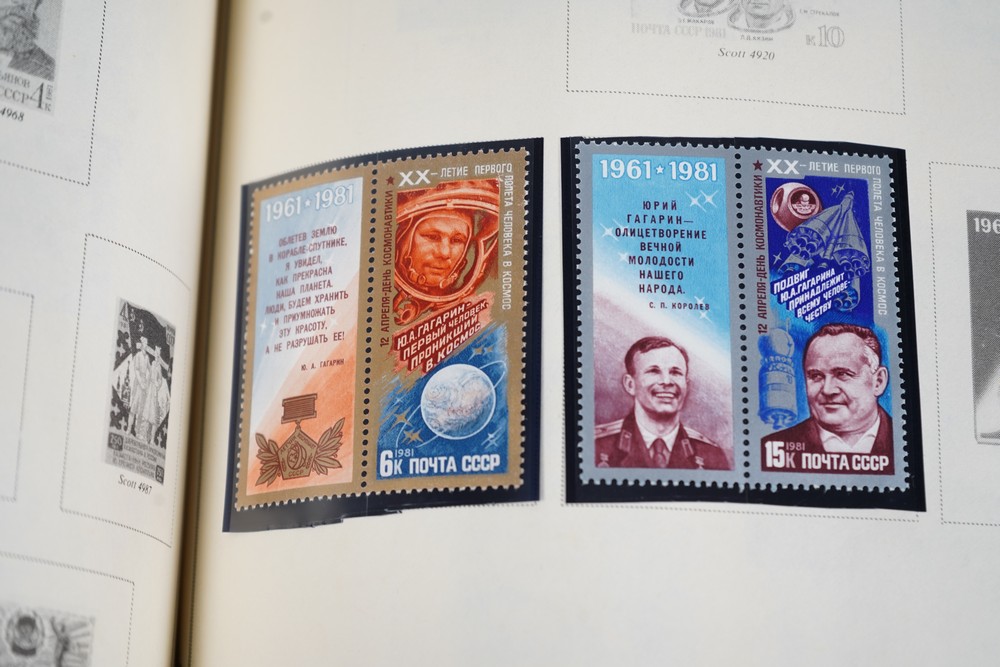 ИНОВ
СССР 4к
4968
250
Scott 4987
ПОЧТА СССР 1981
к10
Scott 4920
1961★1981
ОБЛЕТЕВ ЗЕМЛЮ
В КОРАБЛЕ-СПУТНИКЕ,
Я УВИДЕЛ,
КАК ПРЕКРАСНА
НАША ПЛАНЕТА.
ЛЮДИ, БУДЕМ ХРАНИТЬ
И ПРИУМНОЖАТЬ
ЭТУ КРАСОТУ,
А НЕ РАЗРУШАТЬ ЕЕ!
Ю. А. ГАГАРИН
12 АПРЕЛЯ-ДЕНЬ КОСМОНАВТИКИ
★XX-ЛЕТИЕ ПЕРВОГО
ПОЛЕТА ЧЕЛОВЕКА В КОСМОС
Ю.А.ГАГАРИН-
ПЕРВЫЙ ЧЕЛОВЕК,
ПРОНИКШИЙ
В КОСМОС
1981
6к ПОЧТА СССР
1961★1981
ЮРИЙ
ГАГАРИН—
ОЛИЦЕТВОРЕНИЕ
ВЕЧНОЙ
МОЛОДОСТИ
НАШЕГО
НАРОДА.
С. П. КОРОЛЕВ
12 АПРЕЛЯ-ДЕНЬ КОСМОНАВТИКИ
★XX-ЛЕТИЕ ПЕРВОГО
ПОЛЕТА ЧЕЛОВЕКА В КОСМОС
ПОДВИГ
Ю.А.ГАГАРИНА
ПРИНАДЛЕЖИТ
ВСЕМУ ЧЕЛОВЕ-
ЧЕСТВУ
1981
15к ПОЧТА СССР
196